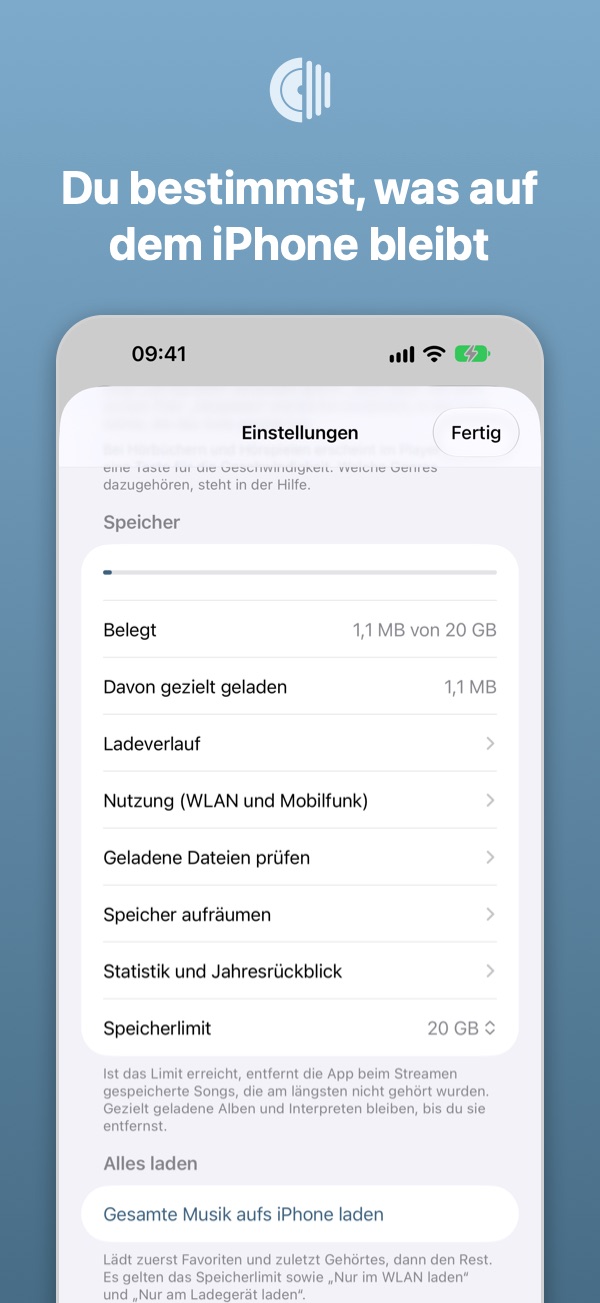 Du bestimmst, was auf
dem iPhone bleibt
09:41
Einstellungen
Fertig
eine Taste für die Geschwindigkeit. Welche Genres
dazugehören, steht in der Hilfe.
Speicher
Belegt 1,1 MB von 20 GB
Davon gezielt geladen 1,1 MB
Ladeverlauf
Nutzung (WLAN und Mobilfunk)
Geladene Dateien prüfen
Speicher aufräumen
Statistik und Jahresrückblick
Speicherlimit 20 GB
Ist das Limit erreicht, entfernt die App beim Streamen
gespeicherte Songs, die am längsten nicht gehört wurden.
Gezielt geladene Alben und Interpreten bleiben, bis du sie
entfernst.
Alles laden
Gesamte Musik aufs iPhone laden
Lädt zuerst Favoriten und zuletzt Gehörtes, dann den Rest.
Es gelten das Speicherlimit sowie „Nur im WLAN laden“
und „Nur am Ladegerät laden“.